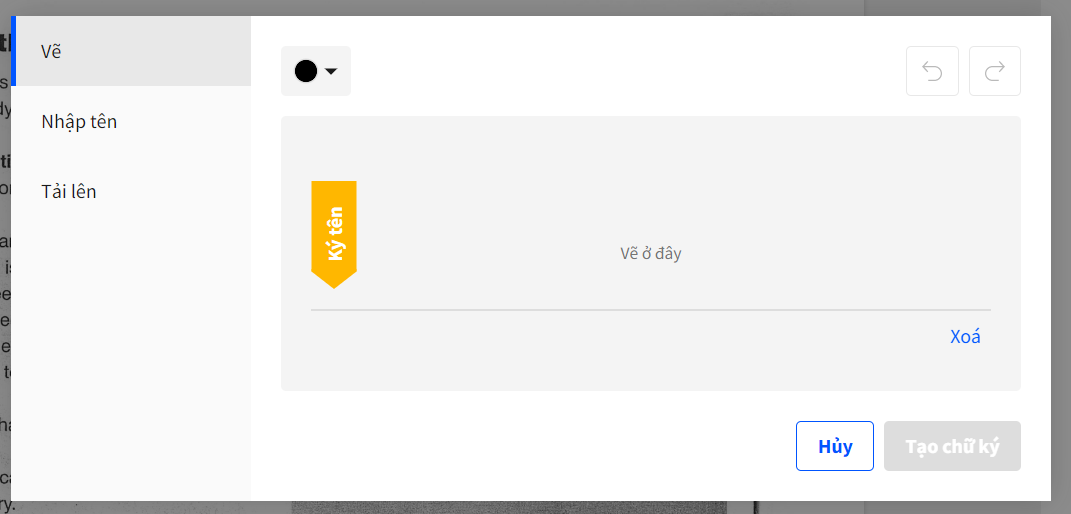 Vẽ
Nhập tên
Tải lên
Ký tên
Vẽ ở đây
Xoá
Hủy
Tạo chữ ký